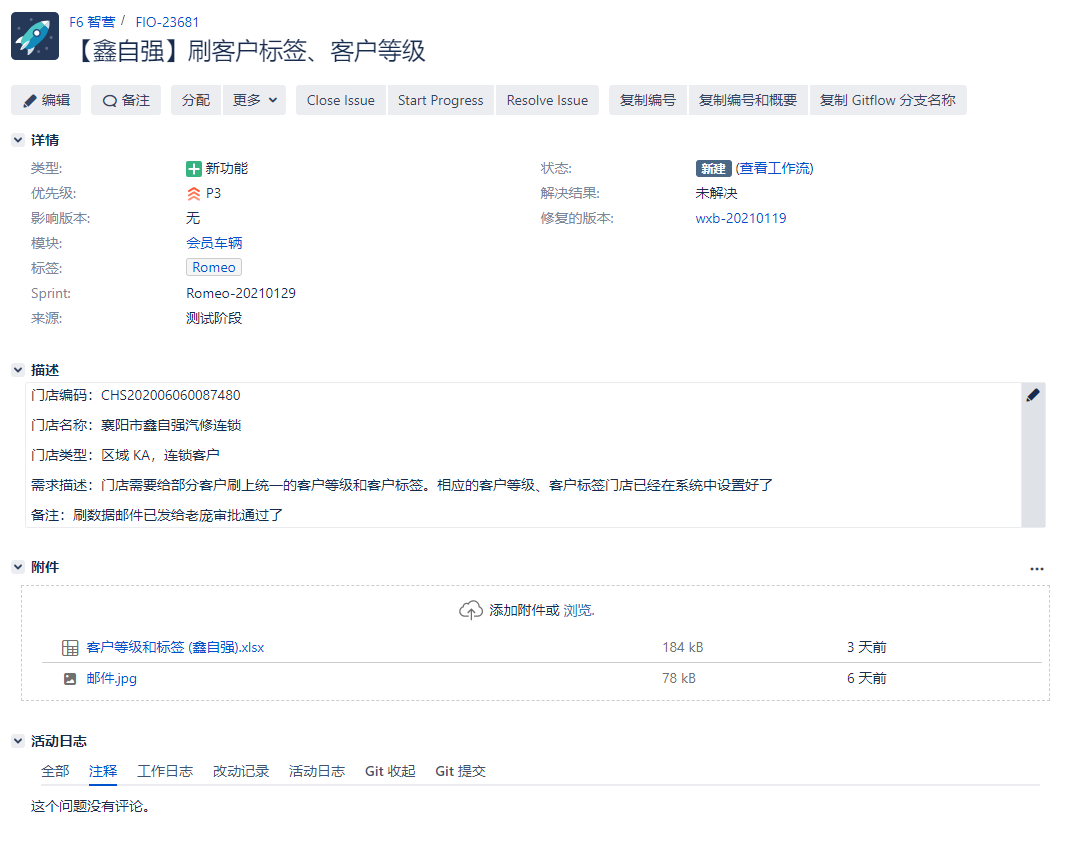 F6 智营 / FIO-23681
【鑫自强】刷客户标签、客户等级
编辑 备注 分配 更多 Close Issue Start Progress Resolve Issue 复制编号 复制编号和概要 复制 Gitflow 分支名称
详情
类型: 新功能 状态: 新建 (查看工作流)
优先级: P3 解决结果: 未解决
影响版本: 无 修复的版本: wxb-20210119
模块: 会员车辆
标签: Romeo
Sprint: Romeo-20210129
来源: 测试阶段
描述
门店编码：CHS202006060087480
门店名称：襄阳市鑫自强汽修连锁
门店类型：区域 KA，连锁客户
需求描述：门店需要给部分客户刷上统一的客户等级和客户标签。相应的客户等级、客户标签门店已经在系统中设置好了
备注：刷数据邮件已发给老庞审批通过了
附件
添加附件或 浏览.
客户等级和标签 (鑫自强).xlsx 184 kB 3 天前
邮件.jpg 78 kB 6 天前
活动日志
全部 注释 工作日志 改动记录 活动日志 Git 收起 Git 提交
这个问题没有评论。